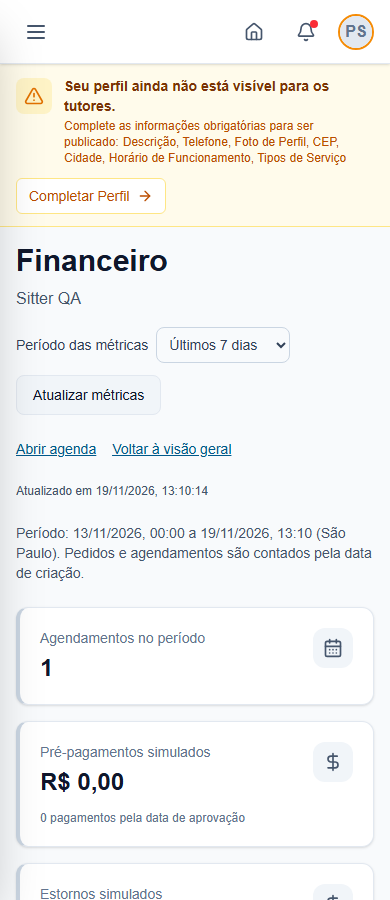 PS
Seu perfil ainda não está visível para os
tutores.
Complete as informações obrigatórias para ser
publicado: Descrição, Telefone, Foto de Perfil, CEP,
Cidade, Horário de Funcionamento, Tipos de Serviço
Completar Perfil
Financeiro
Sitter QA
Período das métricas
Últimos 7 dias
Atualizar métricas
Abrir agenda
Voltar à visão geral
Atualizado em 19/11/2026, 13:10:14
Período: 13/11/2026, 00:00 a 19/11/2026, 13:10 (São
Paulo). Pedidos e agendamentos são contados pela data
de criação.
Agendamentos no período
1
Pré-pagamentos simulados
R$ 0,00
0 pagamentos pela data de aprovação
Estornos simulados